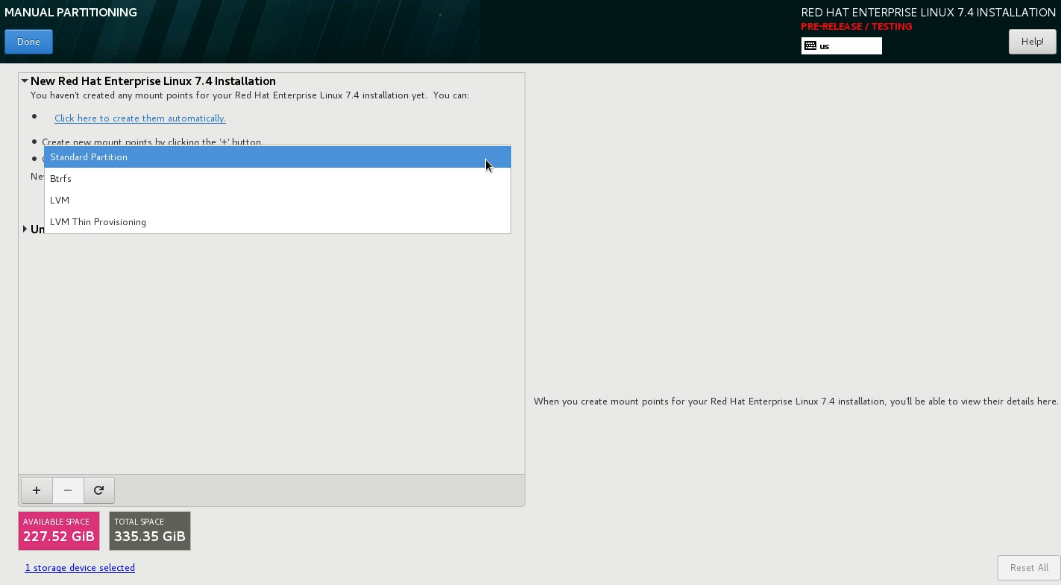 MANUAL PARTITIONING
RED HAT ENTERPRISE LINUX 7.4 INSTALLATION
PRE-RELEASE / TESTING
Done
us
Help!
New Red Hat Enterprise Linux 7.4 Installation
You haven't created any mount points for your Red Hat Enterprise Linux 7.4 installation yet. You can:
Click here to create them automatically.
Create new mount points by clicking the '+' button.
Standard Partition
Btrfs
LVM
LVM Thin Provisioning
When you create mount points for your Red Hat Enterprise Linux 7.4 installation, you'll be able to view their details here.
+ −
AVAILABLE SPACE
227.52 GiB
TOTAL SPACE
335.35 GiB
1 storage device selected
Reset All